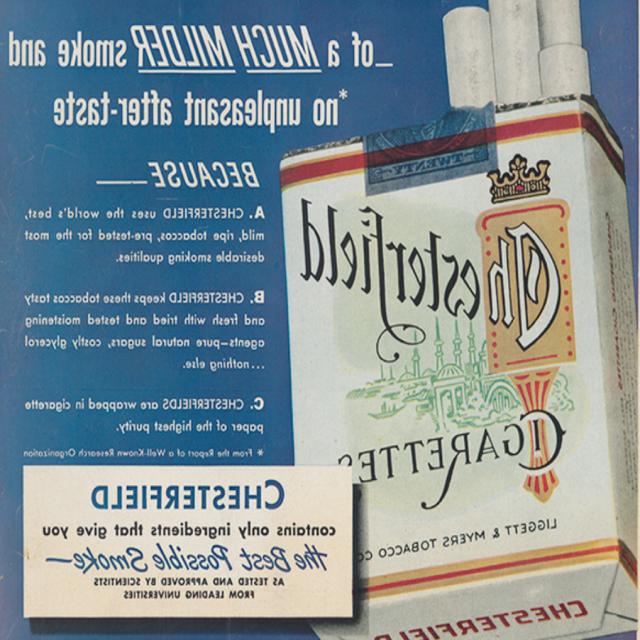 ...of a MUCH MILDER smoke and
*no unpleasant after-taste
BECAUSE—
A. CHESTERFIELD uses the world's best,
mild, ripe tobaccos, pre-tested for the most
desirable smoking qualities.
B. CHESTERFIELD keeps these tobaccos tasty
and fresh with tried and tested moistening
agents—pure natural sugars, costly glycerol
...nothing else.
C. CHESTERFIELDS are wrapped in cigarette
paper of the highest purity.
* From the Report of a Well-Known Research Organization
CHESTERFIELD
contains only ingredients that give you
the Best Possible Smoke—
AS TESTED AND APPROVED BY SCIENTISTS
FROM LEADING UNIVERSITIES
TWENTY
Chesterfield
CIGARETTES
LIGGETT & MYERS TOBACCO CO
CHESTERFIELD